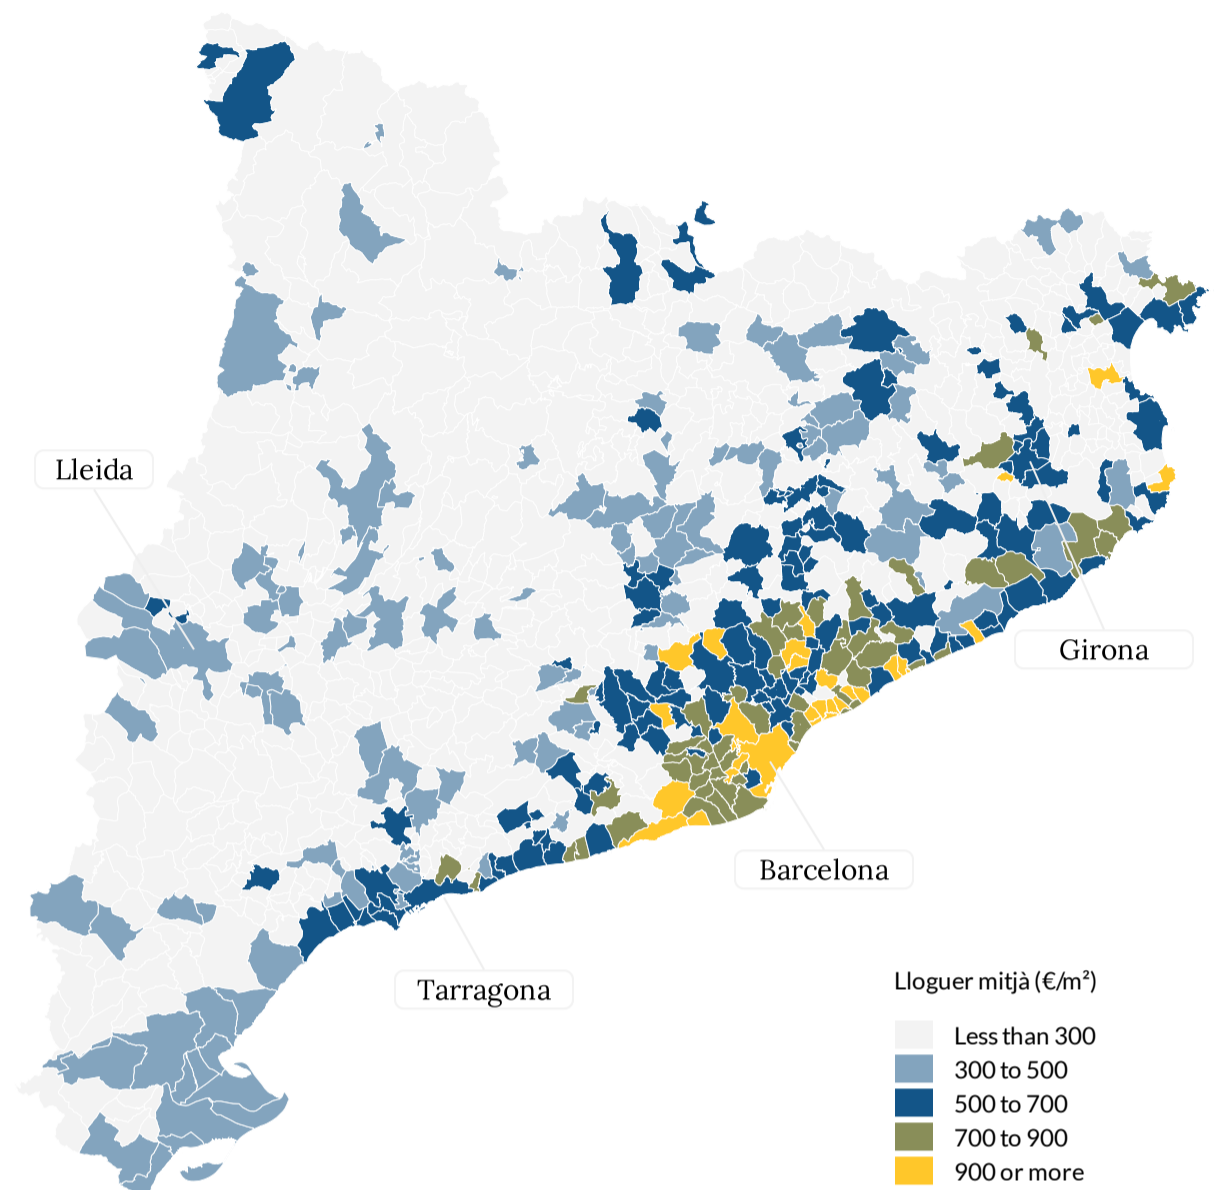 Lleida
Girona
Barcelona
Tarragona
Lloguer mitjà (€/m²)
Less than 300
300 to 500
500 to 700
700 to 900
900 or more